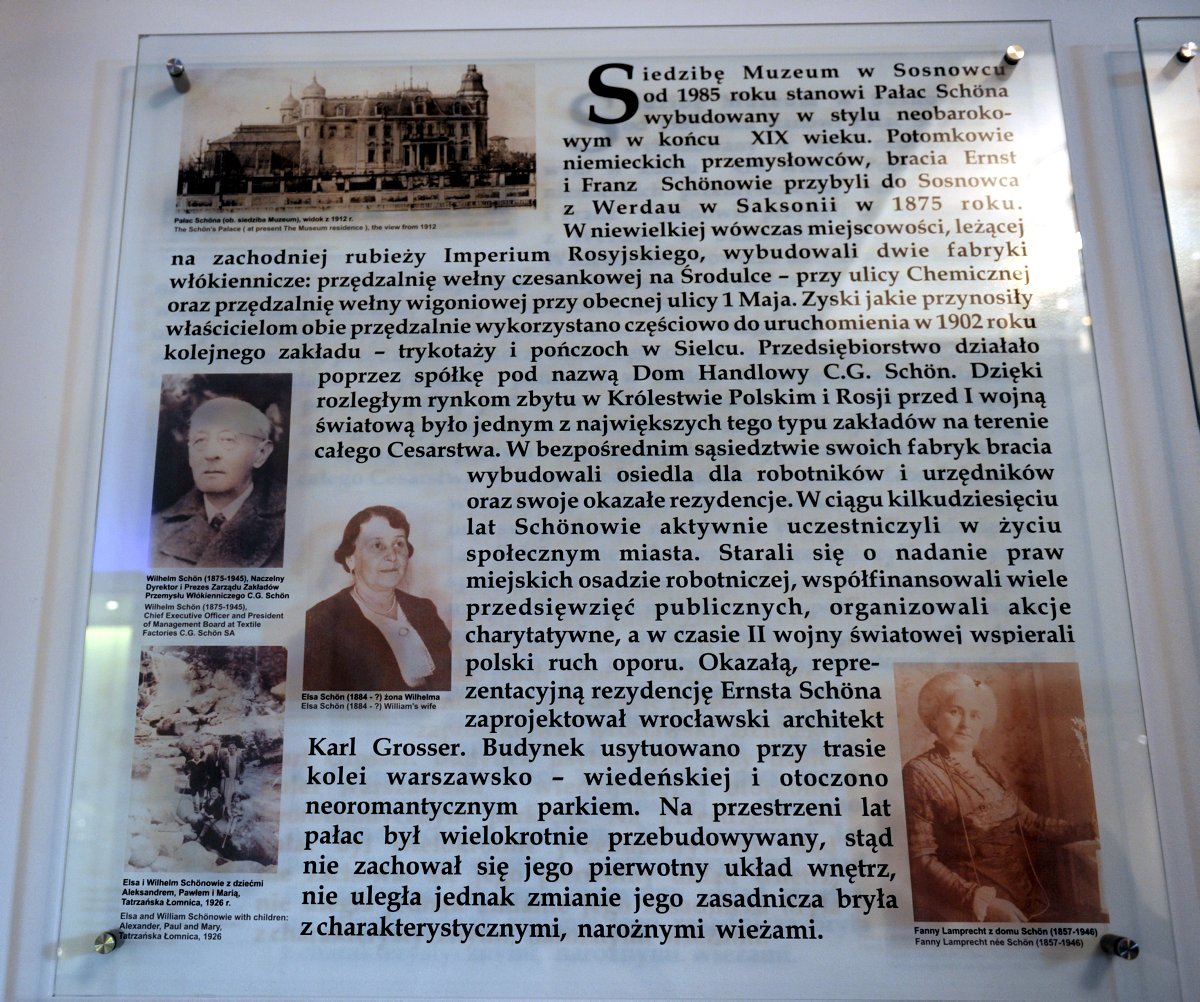 Siedzibę Muzeum w Sosnowcu
od 1985 roku stanowi Pałac Schöna
wybudowany w stylu neobaroko-
wym w końcu XIX wieku. Potomkowie
niemieckich przemysłowców, bracia Ernst
i Franz Schönowie przybyli do Sosnowca
z Werdau w Saksonii w 1875 roku.
W niewielkiej wówczas miejscowości, leżącej
na zachodniej rubieży Imperium Rosyjskiego, wybudowali dwie fabryki
włókiennicze: przędzalnię wełny czesankowej na Środulce – przy ulicy Chemicznej
oraz przędzalnię wełny wigoniowej przy obecnej ulicy 1 Maja. Zyski jakie przynosiły
właścicielom obie przędzalnie wykorzystano częściowo do uruchomienia w 1902 roku
kolejnego zakładu – trykotaży i pończoch w Sielcu. Przedsiębiorstwo działało
poprzez spółkę pod nazwą Dom Handlowy C.G. Schön. Dzięki
rozległym rynkom zbytu w Królestwie Polskim i Rosji przed I wojną
światową było jednym z największych tego typu zakładów na terenie
całego Cesarstwa. W bezpośrednim sąsiedztwie swoich fabryk bracia
wybudowali osiedla dla robotników i urzędników
oraz swoje okazałe rezydencje. W ciągu kilkudziesięciu
lat Schönowie aktywnie uczestniczyli w życiu
społecznym miasta. Starali się o nadanie praw
miejskich osadzie robotniczej, współfinansowali wiele
przedsięwzięć publicznych, organizowali akcje
charytatywne, a w czasie II wojny światowej wspierali
polski ruch oporu. Okazałą, repre-
zentacyjną rezydencję Ernsta Schöna
zaprojektował wrocławski architekt
Karl Grosser. Budynek usytuowano przy trasie
kolei warszawsko – wiedeńskiej i otoczono
neoromantycznym parkiem. Na przestrzeni lat
pałac był wielokrotnie przebudowywany, stąd
nie zachował się jego pierwotny układ wnętrz,
nie uległa jednak zmianie jego zasadnicza bryła
z charakterystycznymi, narożnymi wieżami.
Pałac Schöna (ob. siedziba Muzeum), widok z 1912 r.
The Schön's Palace ( at present The Museum residence ), the view from 1912
Wilhelm Schön (1875-1945), Naczelny
Dyrektor i Prezes Zarządu Zakładów
Przemysłu Włókienniczego C.G. Schön
Wilhelm Schön (1875-1945),
Chief Executive Officer and President
of Management Board at Textile
Factories C.G. Schön SA
Elsa Schön (1884 - ?) żona Wilhelma
Elsa Schön (1884 - ?) William's wife
Elsa i Wilhelm Schönowie z dziećmi
Aleksandrem, Pawłem i Marią,
Tatrzańska Łomnica, 1926 r.
Elsa and William Schönowie with children:
Alexander, Paul and Mary,
Tatrzańska Łomnica, 1926
Fanny Lamprecht z domu Schön (1857-1946)
Fanny Lamprecht née Schön (1857-1946)